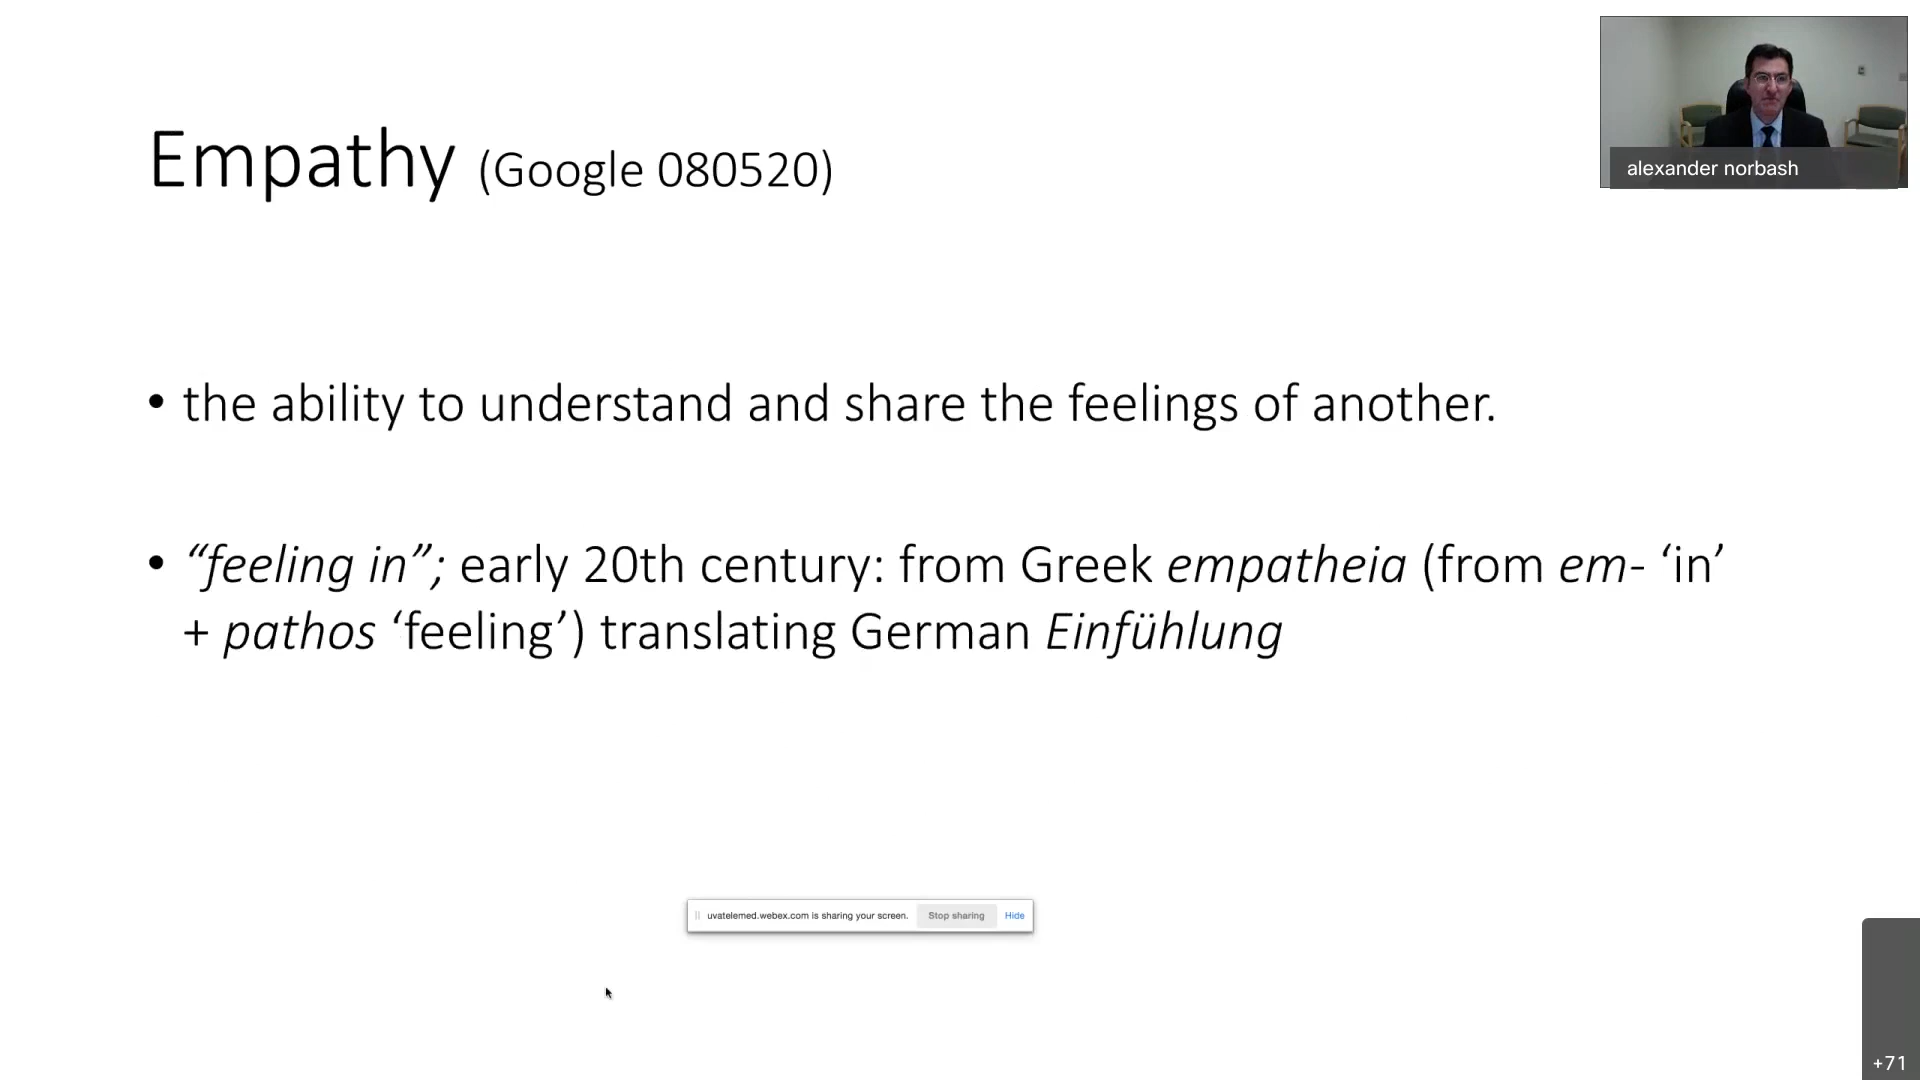 alexander norbash
Empathy (Google 080520)
• the ability to understand and share the feelings of another.
• “feeling in”; early 20th century: from Greek empatheia (from em- ‘in’
+ pathos ‘feeling’) translating German Einfühlung
uvatelemed.webex.com is sharing your screen. Stop sharing Hide
+71